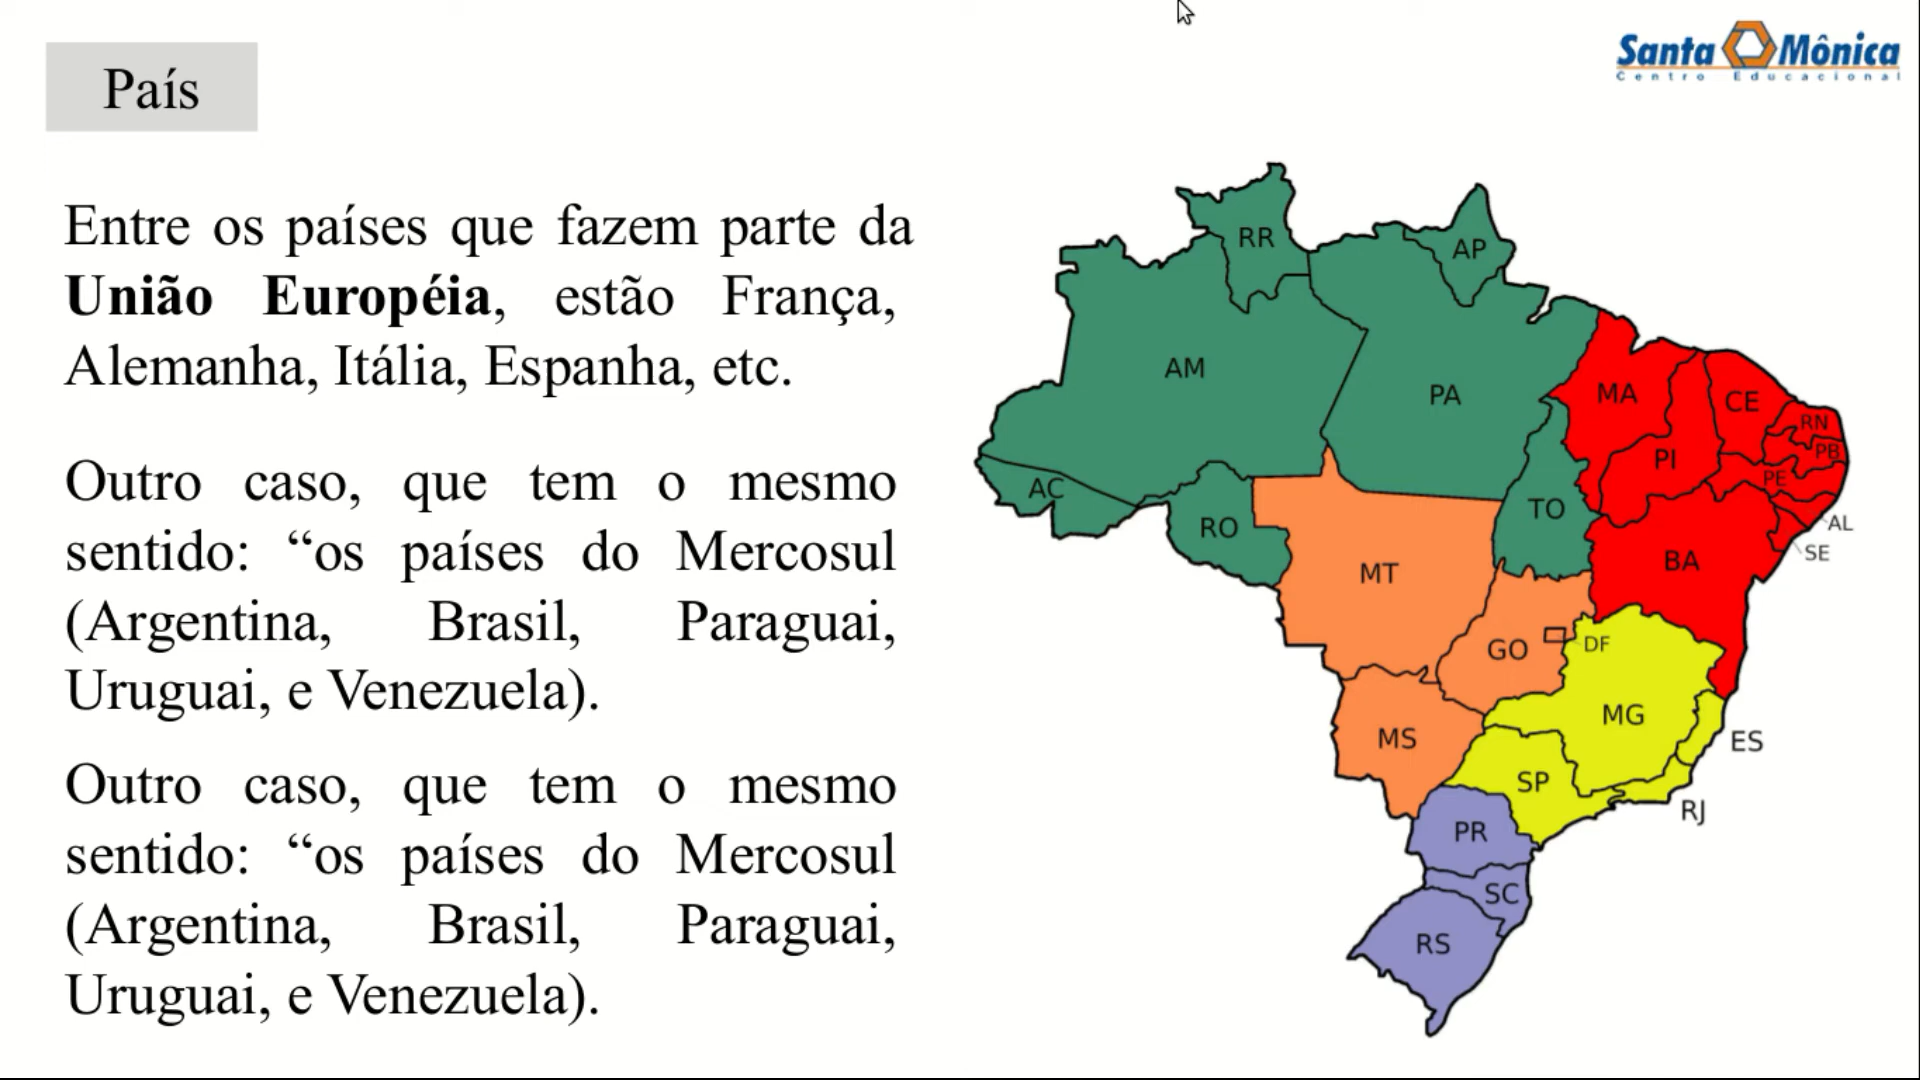 País
Santa Mônica
Centro Educacional
Entre os países que fazem parte da
União Européia, estão França,
Alemanha, Itália, Espanha, etc.
Outro caso, que tem o mesmo
sentido: “os países do Mercosul
(Argentina, Brasil, Paraguai,
Uruguai, e Venezuela).
Outro caso, que tem o mesmo
sentido: “os países do Mercosul
(Argentina, Brasil, Paraguai,
Uruguai, e Venezuela).
RR
AP
AM
PA
MA
CE
RN
PB
PI
PE
AC
TO
RO
AL
SE
BA
MT
GO
DF
MG
MS
ES
SP
RJ
PR
SC
RS